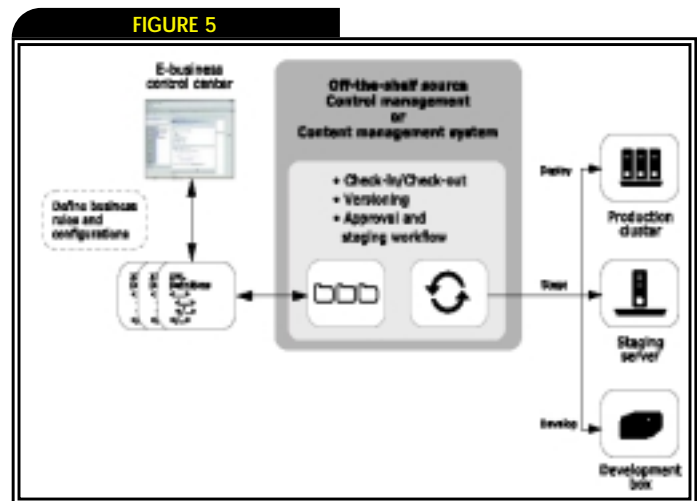 FIGURE 5
E-business
control center
Off-the-shelf source
Control management
or
Content management system
• Check-in/Check-out
• Versioning
• Approval and
staging workflow
Define business
rules and
configurations
Deploy
Production
cluster
Stage
Staging
server
Develop
Development
box